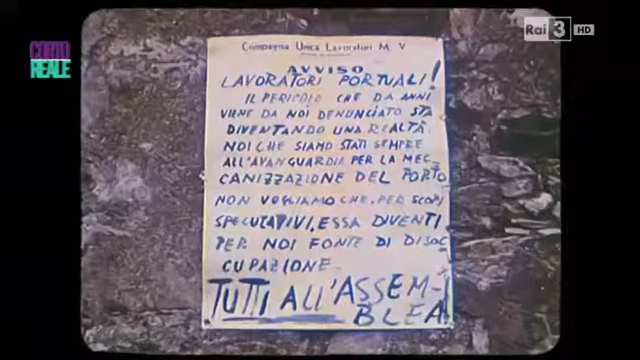 CORTO
REALE
Rai 3 HD
Compagnia Unica Lavoratori M. V
AVVISO
LAVORATORI PORTUALI!
IL PERICOLO CHE DA ANNI
VIENE DA NOI DENUNCIATO STA
DIVENTANDO UNA REALTÀ.
NOI CHE SIAMO STATI SEMPRE
ALL'AVANGUARDIA PER LA MEC
CANIZZAZIONE DEL PORTO
NON VOGLIAMO CHE, PER SCOPI
SPECULATIVI, ESSA DIVENTI
PER NOI FONTE DI DISOC
CUPAZIONE
TUTTI ALL'ASSEM-
BLEA!